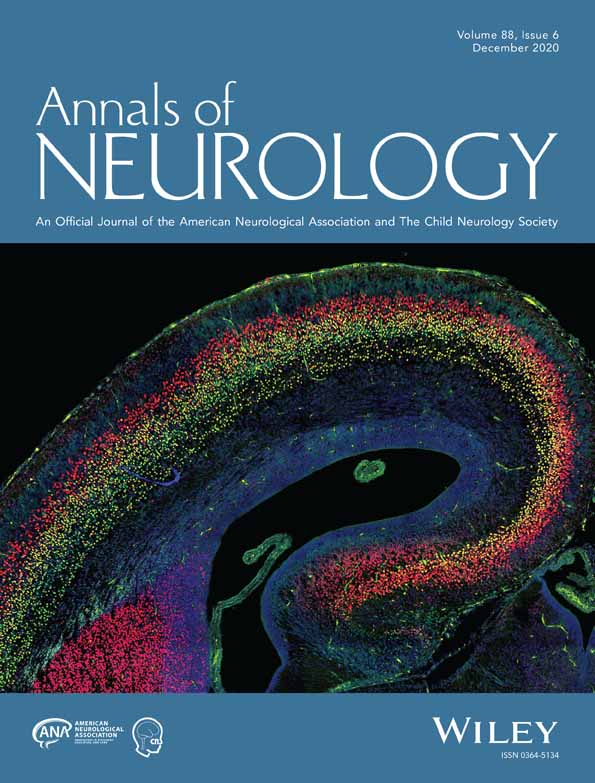 Volume 88, Issue 6
December 2020
Annals of
NEUROLOGY
An Official Journal of the American Neurological Association and The Child Neurology Society
ANA
AMERICAN
NEUROLOGICAL
ASSOCIATION
WILEY
ISSN 0364-5134